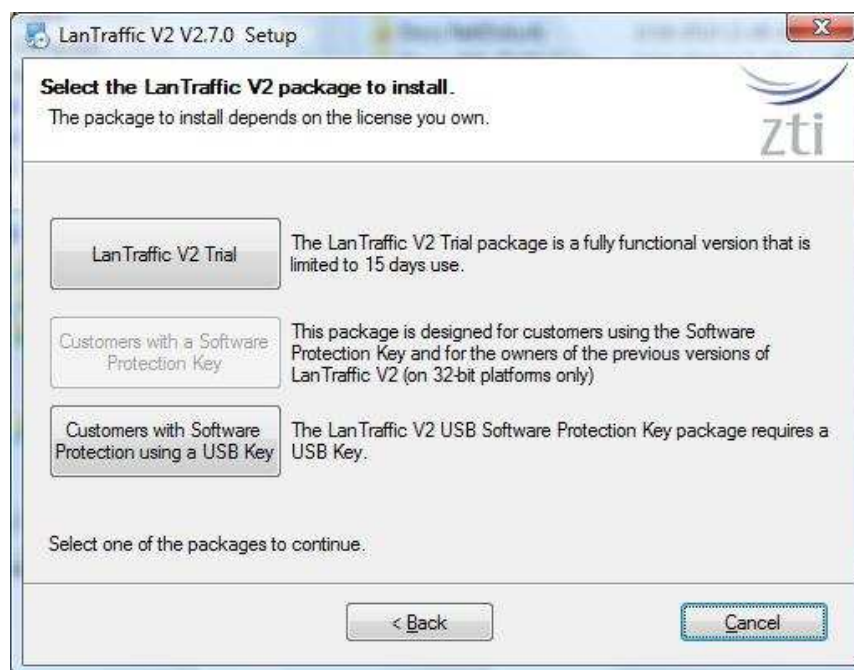 LanTraffic V2 V2.7.0 Setup
Select the LanTraffic V2 package to install.
The package to install depends on the license you own.
zti
LanTraffic V2 Trial
The LanTraffic V2 Trial package is a fully functional version that is
limited to 15 days use.
Customers with a Software
Protection Key
This package is designed for customers using the Software
Protection Key and for the owners of the previous versions of
LanTraffic V2 (on 32-bit platforms only)
Customers with Software
Protection using a USB Key
The LanTraffic V2 USB Software Protection Key package requires a
USB Key.
Select one of the packages to continue.
< Back
Cancel